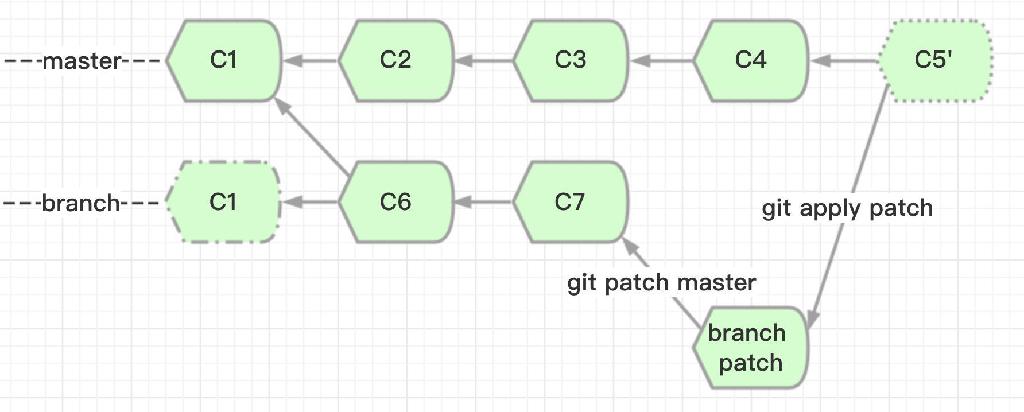 ---master--- C1 C2 C3 C4 C5'
---branch--- C1 C6 C7
git apply patch
git patch master
branch
patch